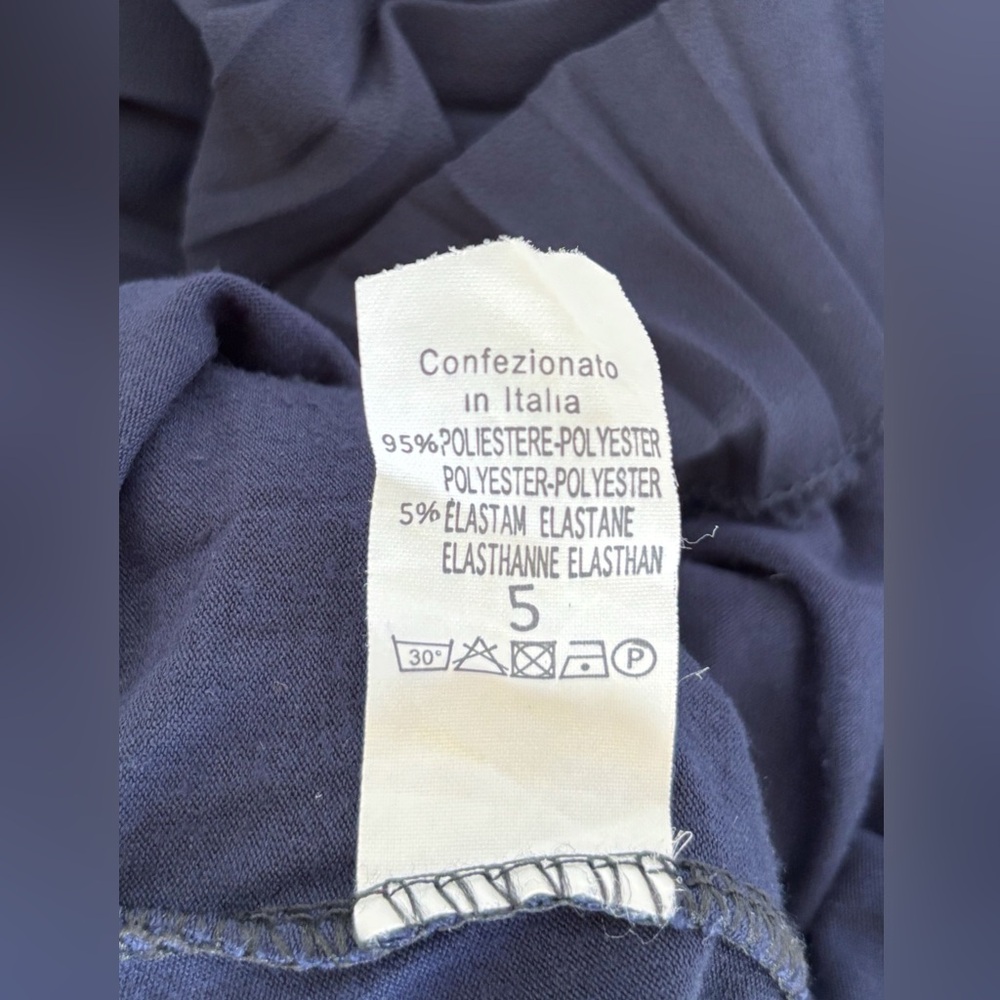 Confezionato
in Italia
95% POLIESTERE-POLYESTER
POLYESTER-POLYESTER
5% ELASTAM ELASTANE
ELASTHANNE ELASTHAN
5
30° P